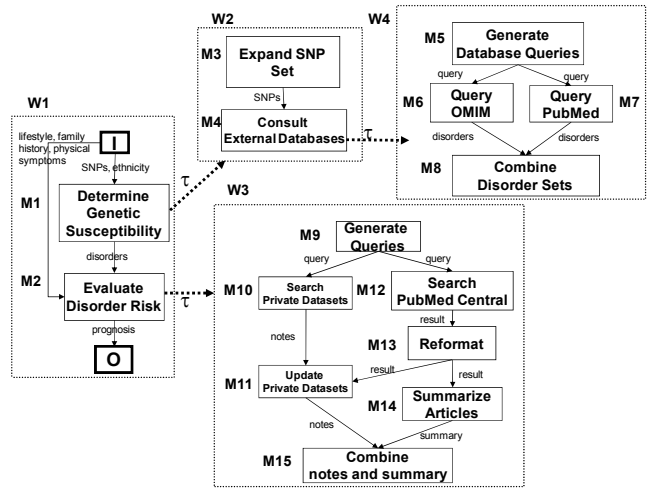 W1
lifestyle, family
history, physical
symptoms
I
SNPs, ethnicity
M1
Determine
Genetic
Susceptibility
disorders
M2
Evaluate
Disorder Risk
prognosis
O
τ
τ
W2
M3
Expand SNP
Set
SNPs
M4
Consult
External Databases
τ
W4
M5
Generate
Database Queries
query
query
M6
Query
OMIM
Query
PubMed
M7
disorders
disorders
M8
Combine
Disorder Sets
W3
M9
Generate
Queries
query
query
M10
Search
Private Datasets
M12
Search
PubMed Central
notes
result
M13
Reformat
result
result
M11
Update
Private Datasets
M14
Summarize
Articles
notes
summary
M15
Combine
notes and summary